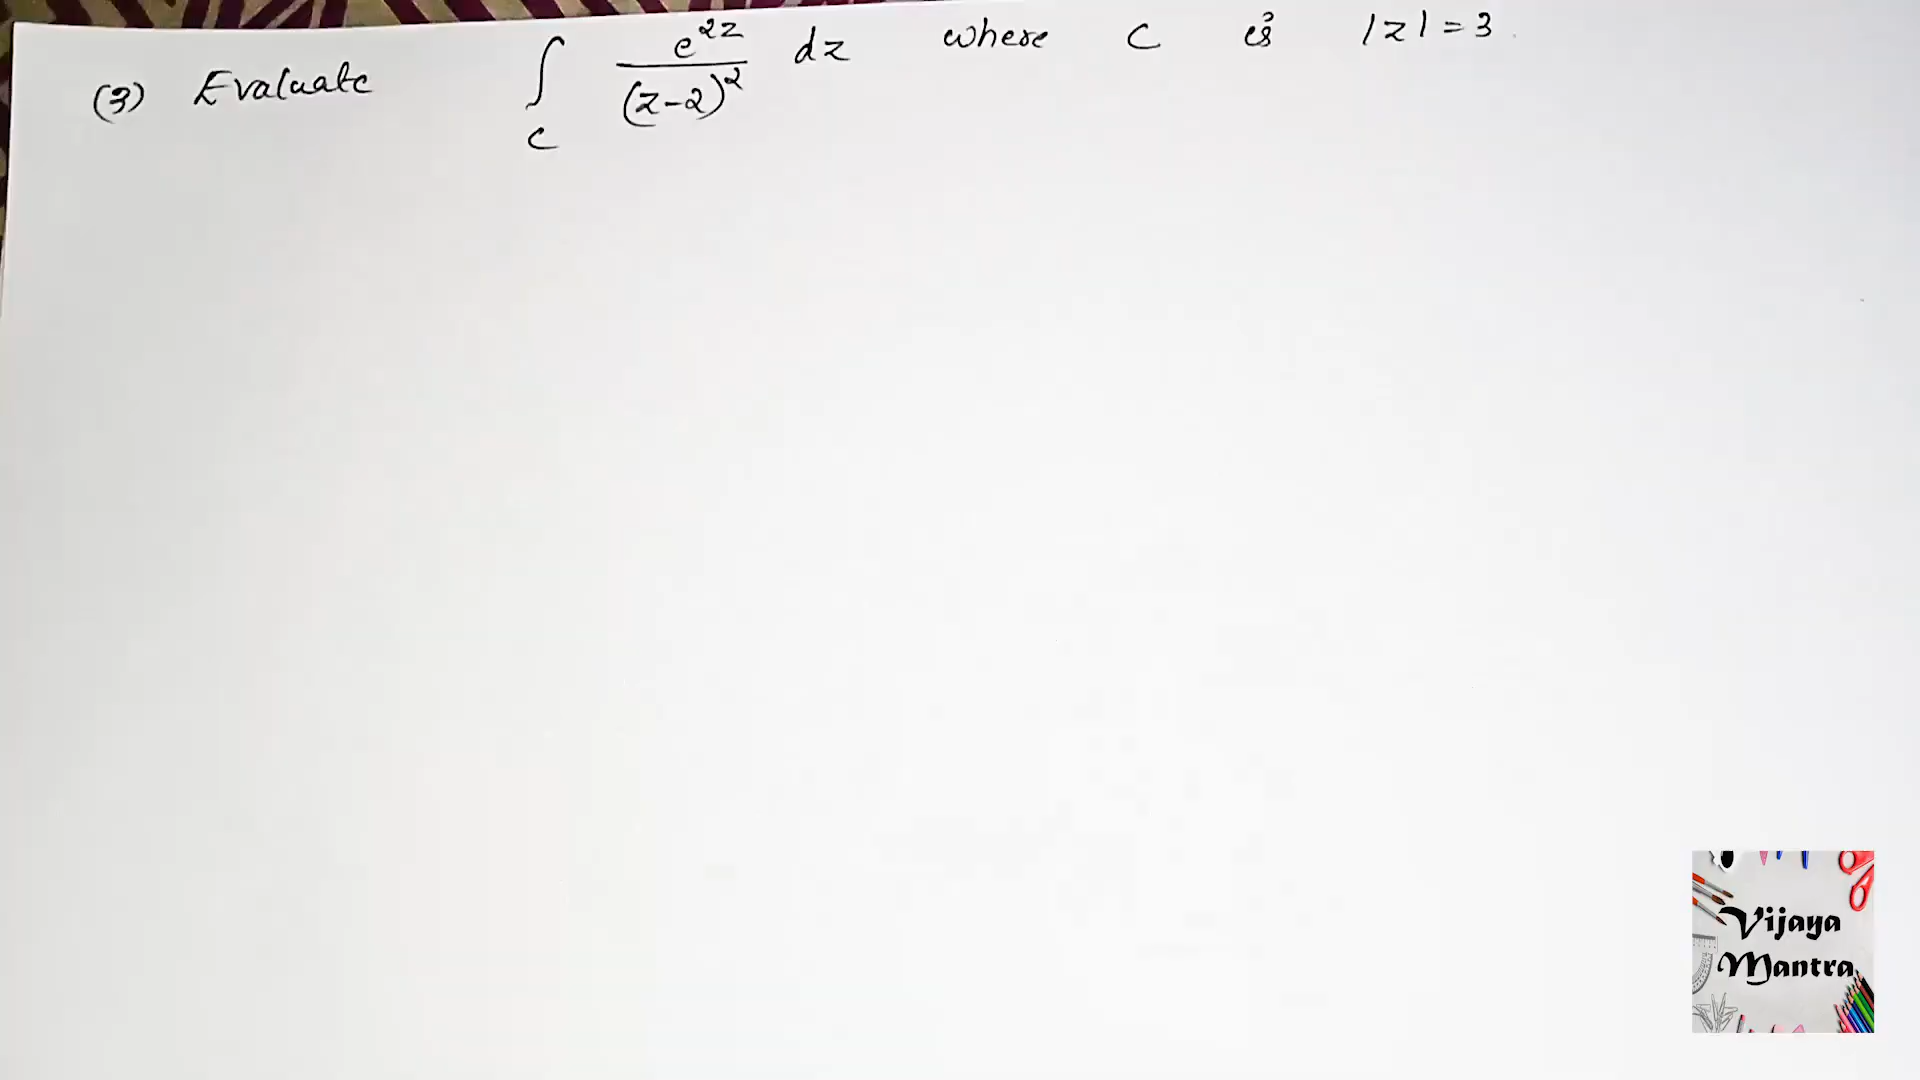 (3) Evaluate ∫_C e^{2z}/(z-2)^2 dz where C is |z| = 3.
Vijaya
Mantra